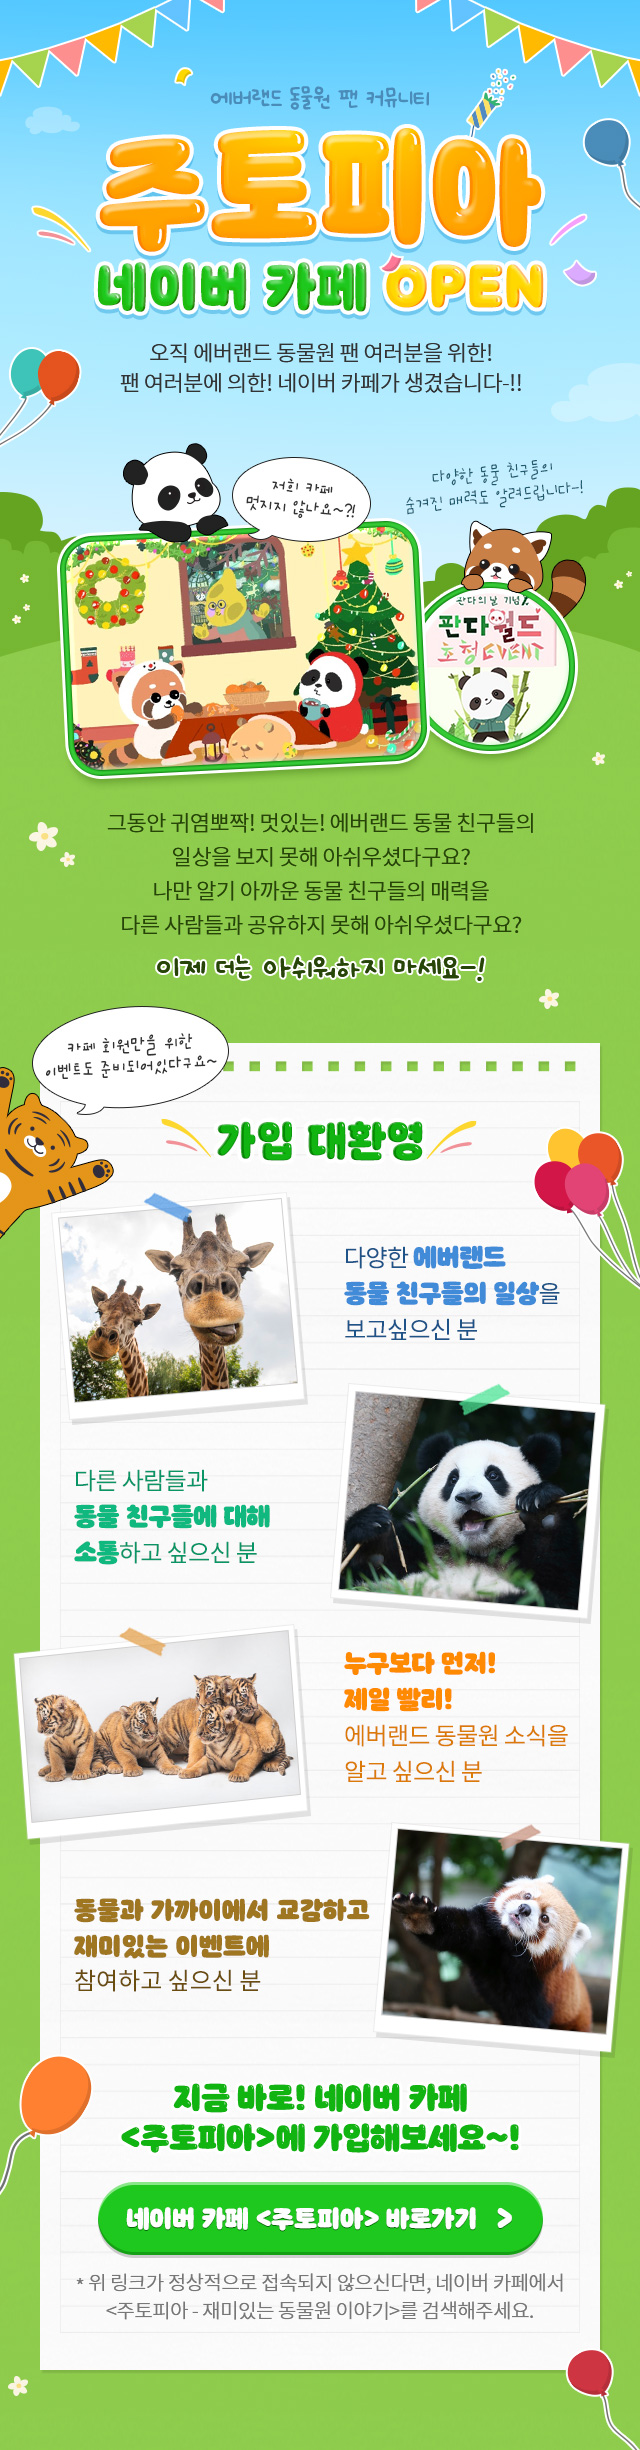 에버랜드 동물원 팬 커뮤니티
주토피아
네이버 카페 OPEN
오직 에버랜드 동물원 팬 여러분을 위한!
팬 여러분에 의한! 네이버 카페가 생겼습니다~!!
저희 카페
멋지지 않나요~?!
다양한 동물 친구들의
숨겨진 매력도 알려드립니다~!
판다의 날 기념
판다월드
초청EVENT
그동안 귀염뽀짝! 멋있는! 에버랜드 동물 친구들의
일상을 보지 못해 아쉬우셨다구요?
나만 알기 아까운 동물 친구들의 매력을
다른 사람들과 공유하지 못해 아쉬우셨다구요?
이제 더는 아쉬워하지 마세요~!
카페 회원만을 위한
이벤트도 준비되어있다구요~
가입 대환영
다양한 에버랜드
동물 친구들의 일상을
보고싶으신 분
다른 사람들과
동물 친구들에 대해
소통하고 싶으신 분
누구보다 먼저!
제일 빨리!
에버랜드 동물원 소식을
알고 싶으신 분
동물과 가까이에서 교감하고
재미있는 이벤트에
참여하고 싶으신 분
지금 바로! 네이버 카페
<주토피아>에 가입해보세요~!
네이버 카페 <주토피아> 바로가기 >
* 위 링크가 정상적으로 접속되지 않으신다면, 네이버 카페에서
<주토피아 - 재미있는 동물원 이야기>를 검색해주세요.